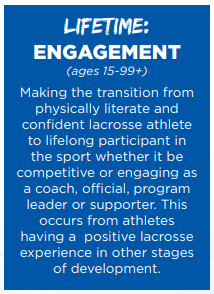 LIFETIME:
ENGAGEMENT
(ages 15-99+)
Making the transition from
physically literate and
confident lacrosse athlete
to lifelong participant in
the sport whether it be
competitive or engaging as
a coach, official, program
leader or supporter. This
occurs from athletes
having a positive lacrosse
experience in other stages
of development.